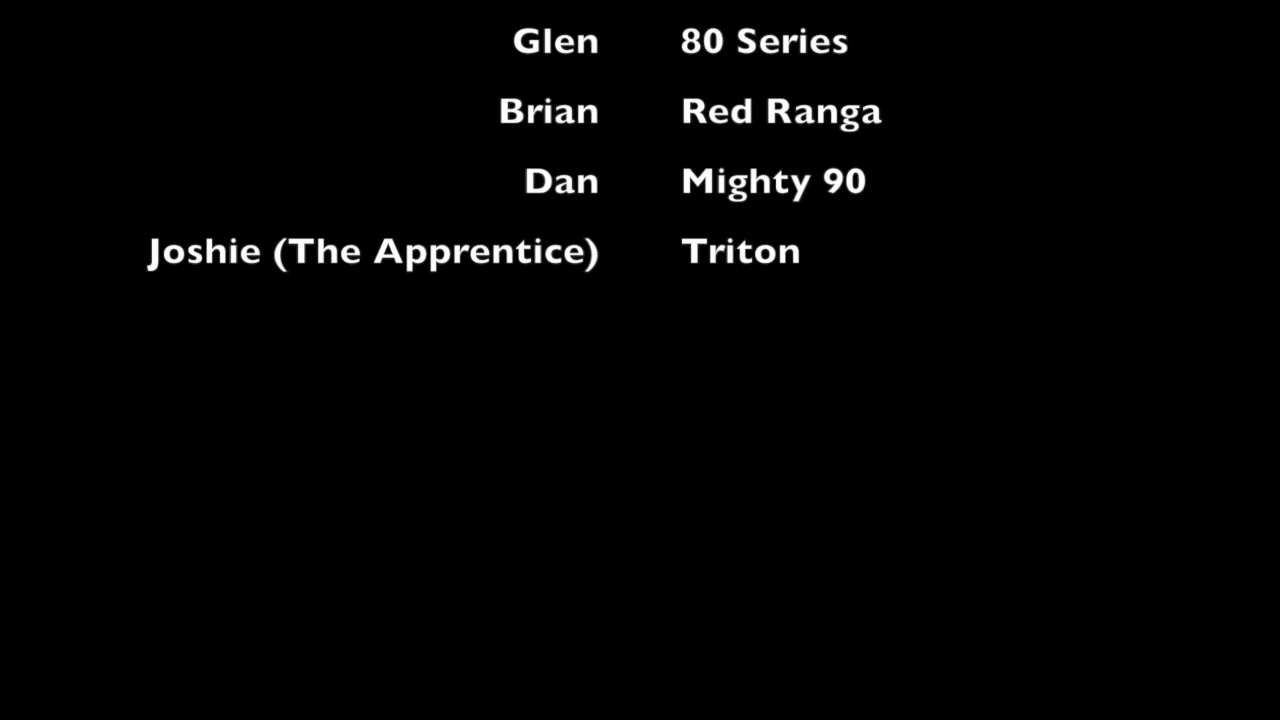 Glen 80 Series
Brian Red Ranga
Dan Mighty 90
Joshie (The Apprentice) Triton